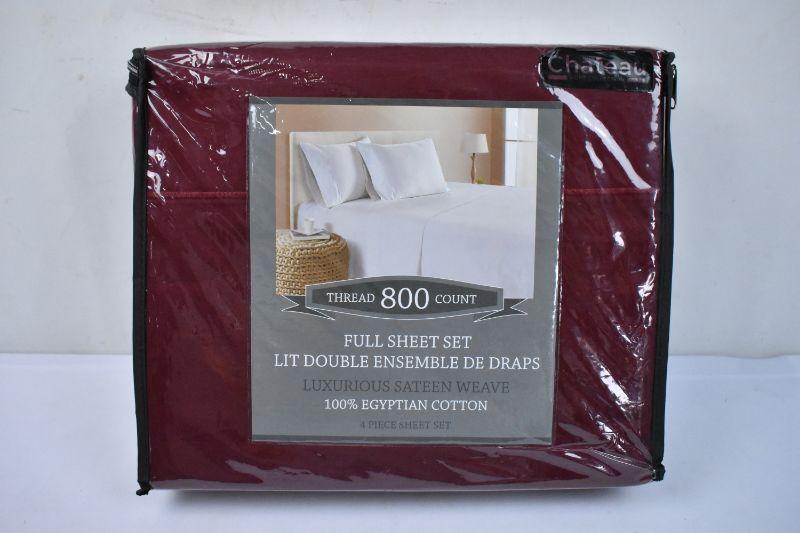 Chateau
THREAD 800 COUNT
FULL SHEET SET
LIT DOUBLE ENSEMBLE DE DRAPS
LUXURIOUS SATEEN WEAVE
100% EGYPTIAN COTTON
4 PIECE SHEET SET